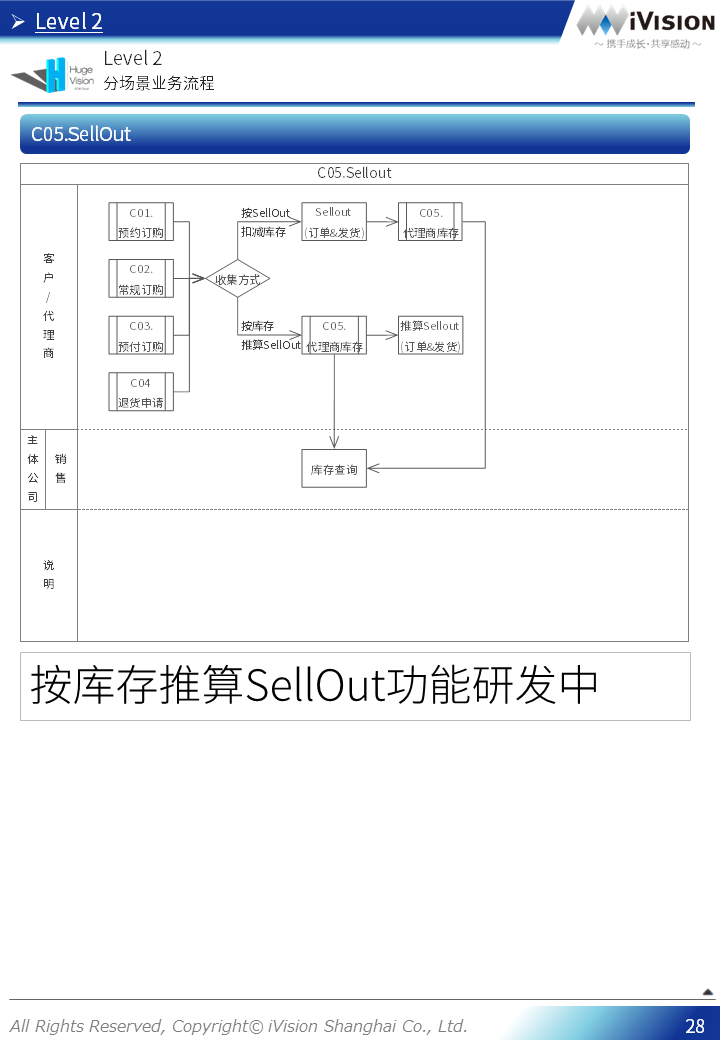 Level 2
iVision
～ 携手成长·共享感动 ～
Huge
Vision
Level 2
分场景业务流程
C05.SellOut
C05.Sellout
客
户
/
代
理
商
C01.
预约订购
C02.
常规订购
C03.
预付订购
C04
退货申请
收集方式
按SellOut
扣减库存
Sellout
(订单&发货)
C05.
代理商库存
按库存
推算SellOut
C05.
代理商库存
推算Sellout
(订单&发货)
主
体
公
司
销
售
库存查询
说
明
按库存推算SellOut功能研发中
All Rights Reserved, Copyright© iVision Shanghai Co., Ltd.
28